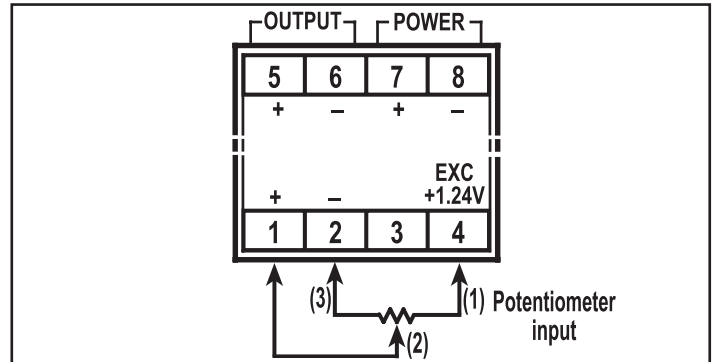 OUTPUT POWER
5 6 7 8
+ – + –
EXC
+ – +1.24V
1 2 3 4
(3) (1) Potentiometer
input
(2)